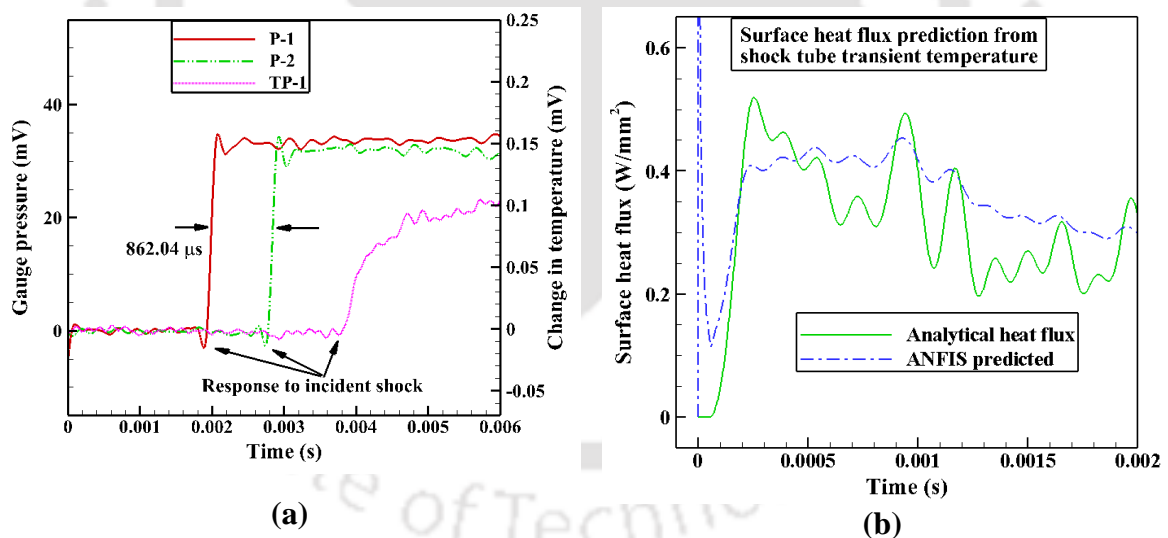 (a)
P-1
P-2
TP-1
Gauge pressure (mV)
40
20
0
0.25
0.2
0.15
0.1
0.05
0
-0.05
Change in temperature (mV)
862.04 μs
Response to incident shock
0
0.001
0.002
0.003
0.004
0.005
0.006
Time (s)
(a)
(b)
Surface heat flux prediction from
shock tube transient temperature
Surface heat flux (W/mm²)
0.6
0.4
0.2
0
Analytical heat flux
ANFIS predicted
0
0.0005
0.001
0.0015
0.002
Time (s)
(b)
e of Techn